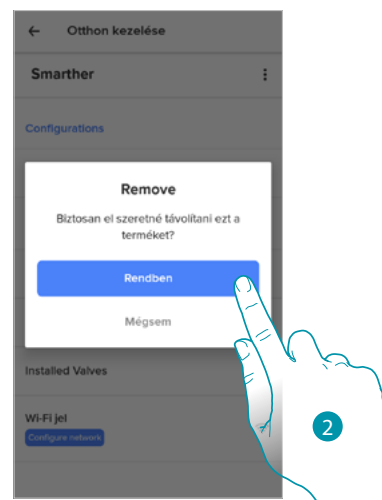 ← Otthon kezelése
Smarther
Configurations
Remove
Biztosan el szeretné távolítani ezt a
terméket?
Rendben
Mégsem
Installed Valves
Wi-Fi jel
Configure network
2